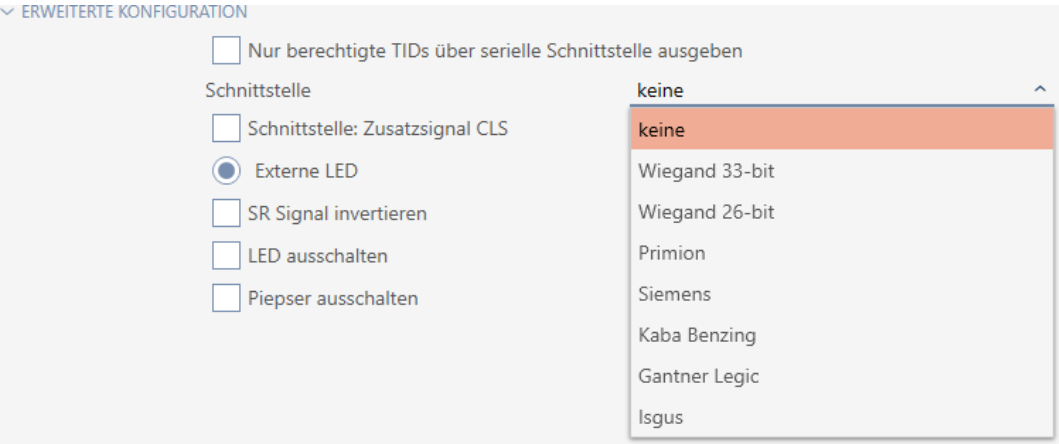 ERWEITERTE KONFIGURATION
Nur berechtigte TIDs über serielle Schnittstelle ausgeben
Schnittstelle keine
Schnittstelle: Zusatzsignal CLS keine
Externe LED Wiegand 33-bit
SR Signal invertieren Wiegand 26-bit
LED ausschalten Primion
Piepser ausschalten Siemens
Kaba Benzing
Gantner Legic
Isgus